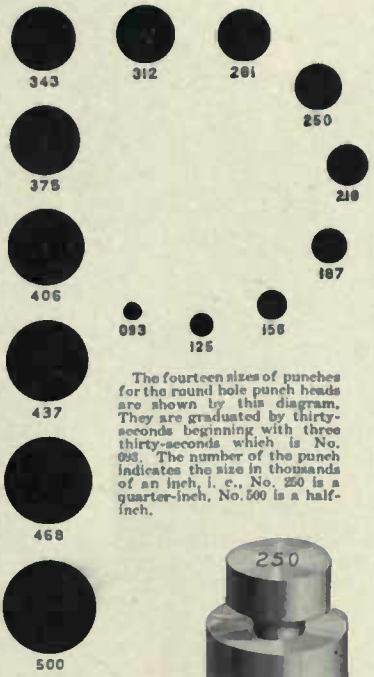 343 312 281
250
375
218
187
406
093 125 156
The fourteen sizes of punches
for the round hole punch heads
are shown by this diagram.
They are graduated by thirty-
seconds beginning with three
thirty-seconds which is No.
093. The number of the punch
indicates the size in thousands
of an inch, i. e., No. 250 is a
quarter-inch, No. 500 is a half-
inch.
437
468
250
500